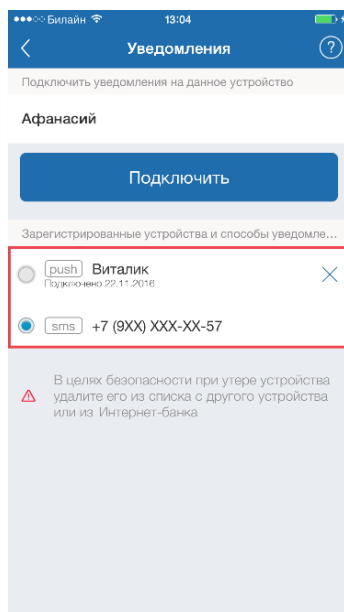 Билайн 13:04
Уведомления ?
Подключить уведомления на данное устройство
Афанасий
Подключить
Зарегистрированные устройства и способы уведомле...
push Виталик
Подключено 22.11.2016
sms +7 (9XX) XXX-XX-57
В целях безопасности при утере устройства
удалите его из списка с другого устройства
или из Интернет-банка